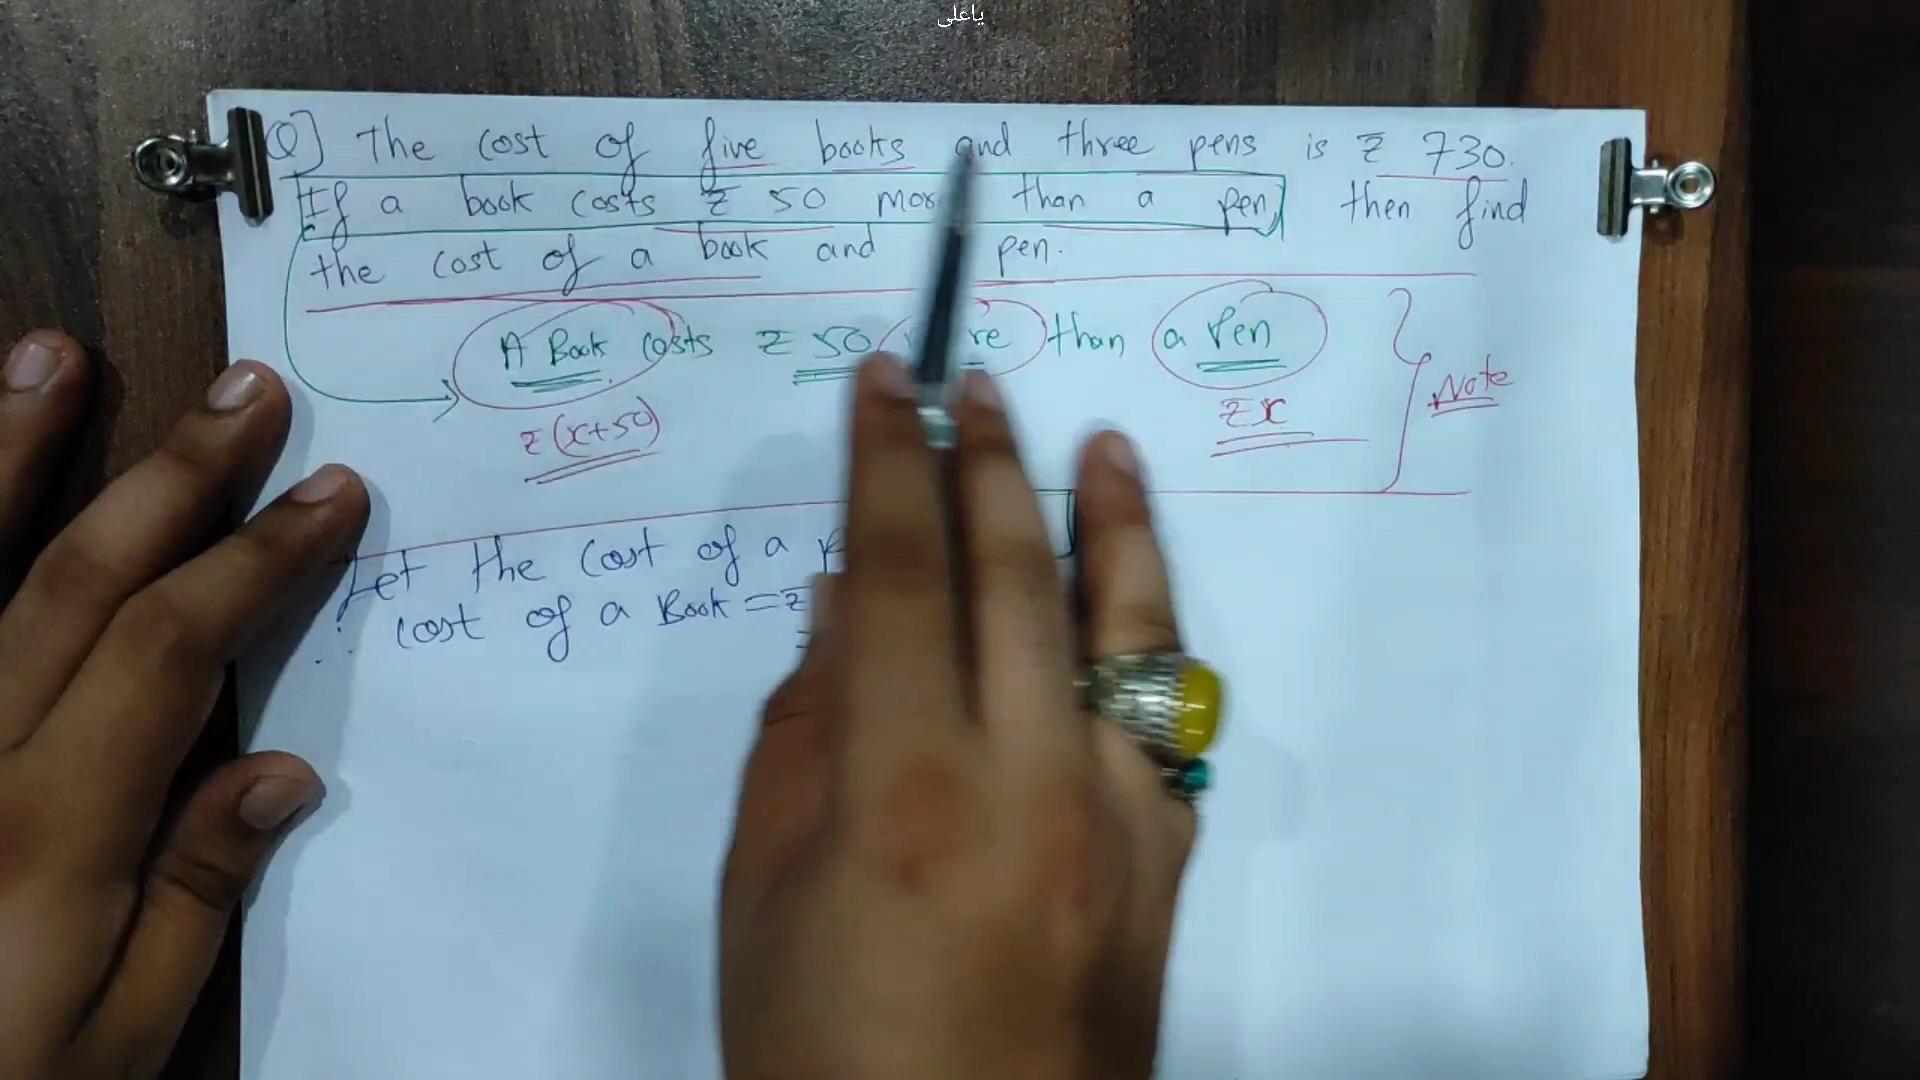 ياعلى
Q] The cost of five books and three pens is ₹ 730.
If a book costs ₹ 50 more than a pen, then find
the cost of a book and pen.
A Book costs ₹ 50 more than a Pen
₹(x+50) ₹x
Note
Let the cost of a
∴ cost of a Book = ₹